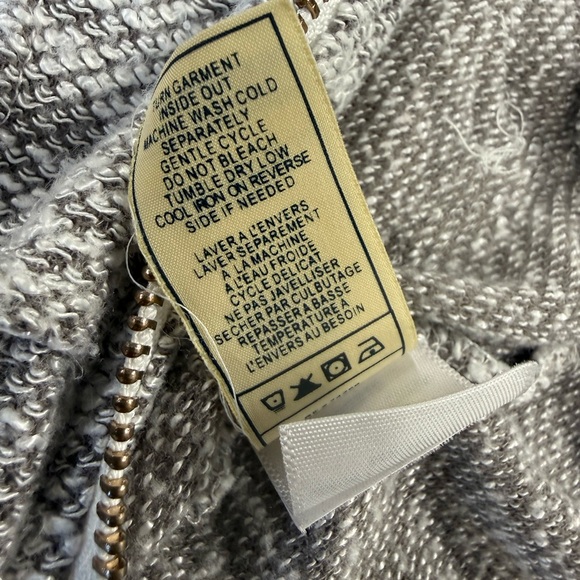 TURN GARMENT
INSIDE OUT
MACHINE WASH COLD
SEPARATELY
GENTLE CYCLE
DO NOT BLEACH
TUMBLE DRY LOW
COOL IRON ON REVERSE
SIDE IF NEEDED
LAVER A L'ENVERS
LAVER SEPAREMENT
A LA MACHINE
A L'EAU FROIDE
CYCLE DELICAT
NE PAS JAVELLISER
SECHER PAR CULBUTAGE
REPASSER A BASSE
TEMPERATURE A
L'ENVERS AU BESOIN